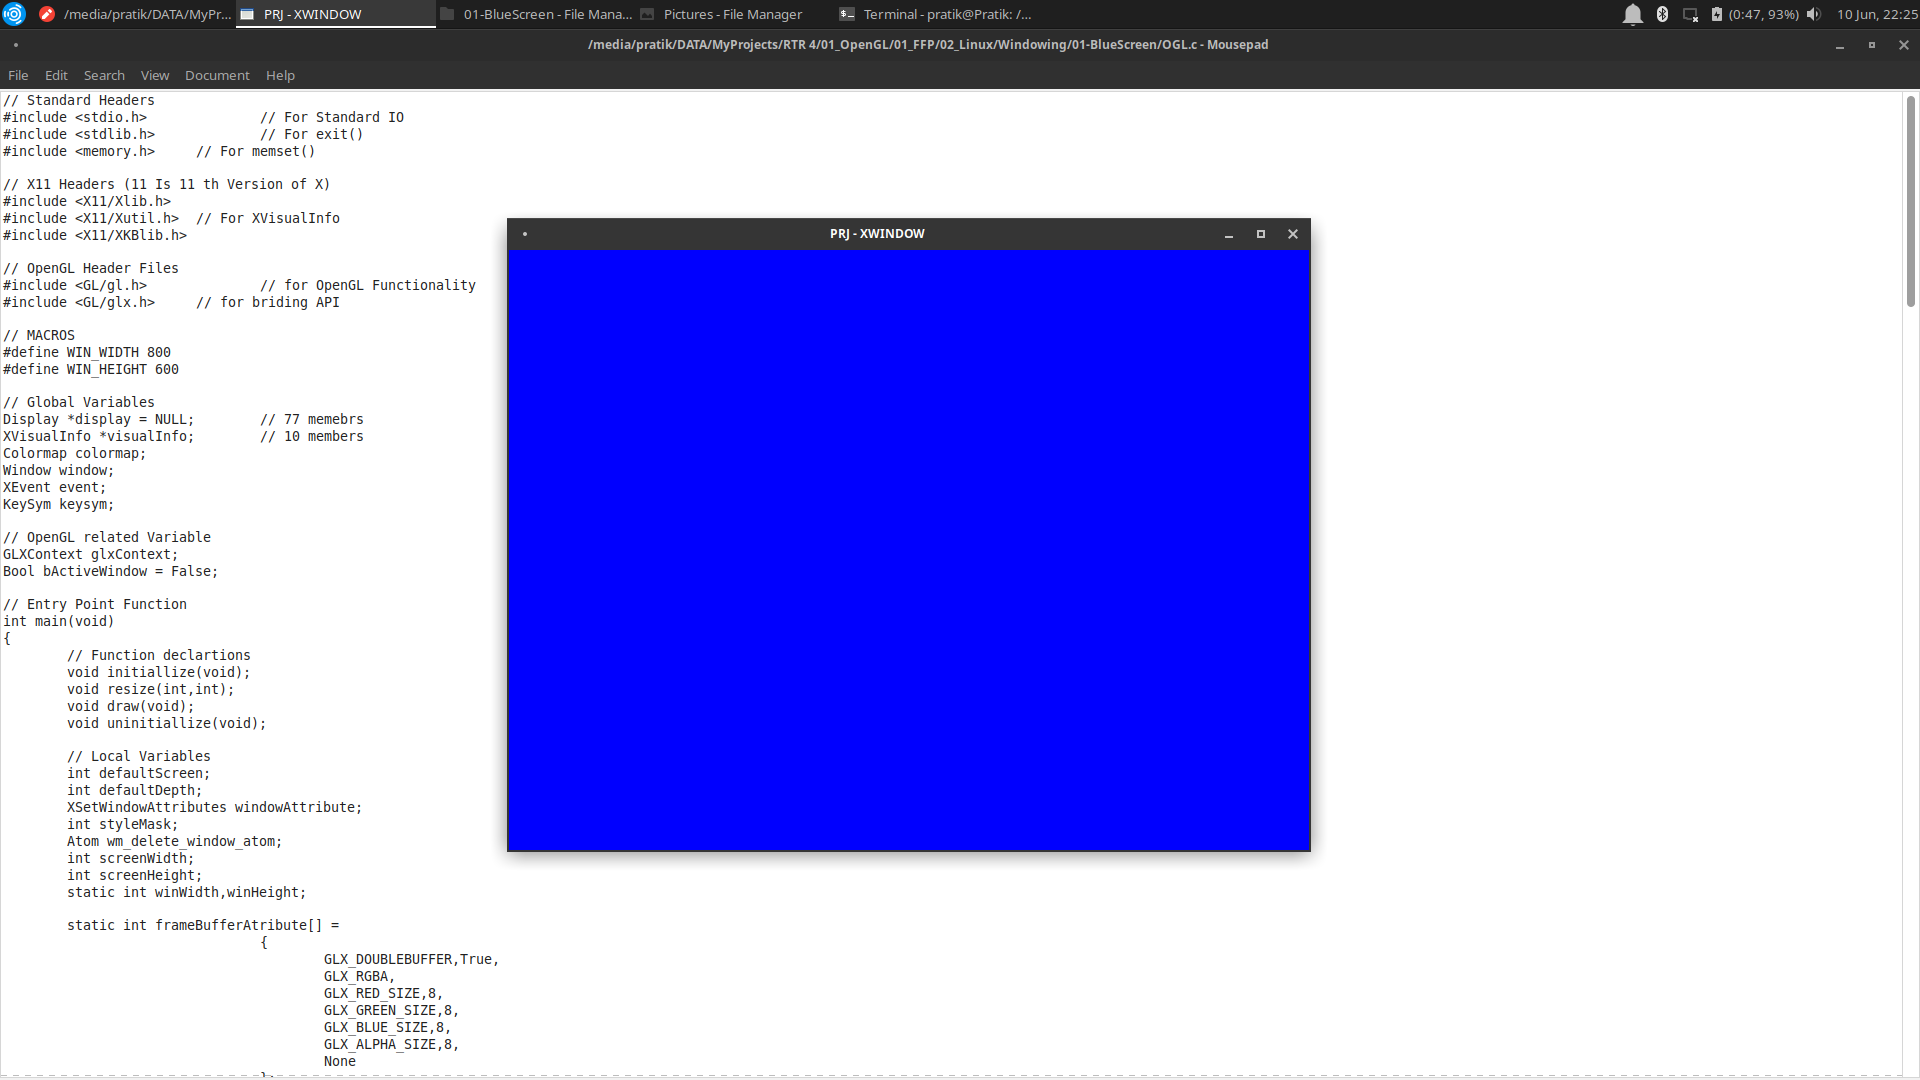 /media/pratik/DATA/MyPr... PRJ - XWINDOW 01-BlueScreen - File Mana... Pictures - File Manager Terminal - pratik@Pratik: /... (0:47, 93%) 10 Jun, 22:25
/media/pratik/DATA/MyProjects/RTR 4/01_OpenGL/01_FFP/02_Linux/Windowing/01-BlueScreen/OGL.c - Mousepad
File Edit Search View Document Help
// Standard Headers
#include <stdio.h> // For Standard IO
#include <stdlib.h> // For exit()
#include <memory.h> // For memset()
// X11 Headers (11 Is 11 th Version of X)
#include <X11/Xlib.h>
#include <X11/Xutil.h> // For XVisualInfo
#include <X11/XKBlib.h>
// OpenGL Header Files
#include <GL/gl.h> // for OpenGL Functionality
#include <GL/glx.h> // for briding API
// MACROS
#define WIN_WIDTH 800
#define WIN_HEIGHT 600
// Global Variables
Display *display = NULL; // 77 memebrs
XVisualInfo *visualInfo; // 10 members
Colormap colormap;
Window window;
XEvent event;
KeySym keysym;
// OpenGL related Variable
GLXContext glxContext;
Bool bActiveWindow = False;
// Entry Point Function
int main(void)
{
// Function declartions
void initiallize(void);
void resize(int,int);
void draw(void);
void uninitiallize(void);
// Local Variables
int defaultScreen;
int defaultDepth;
XSetWindowAttributes windowAttribute;
int styleMask;
Atom wm_delete_window_atom;
int screenWidth;
int screenHeight;
static int winWidth,winHeight;
static int frameBufferAtribute[] =
{
GLX_DOUBLEBUFFER,True,
GLX_RGBA,
GLX_RED_SIZE,8,
GLX_GREEN_SIZE,8,
GLX_BLUE_SIZE,8,
GLX_ALPHA_SIZE,8,
None
PRJ - XWINDOW